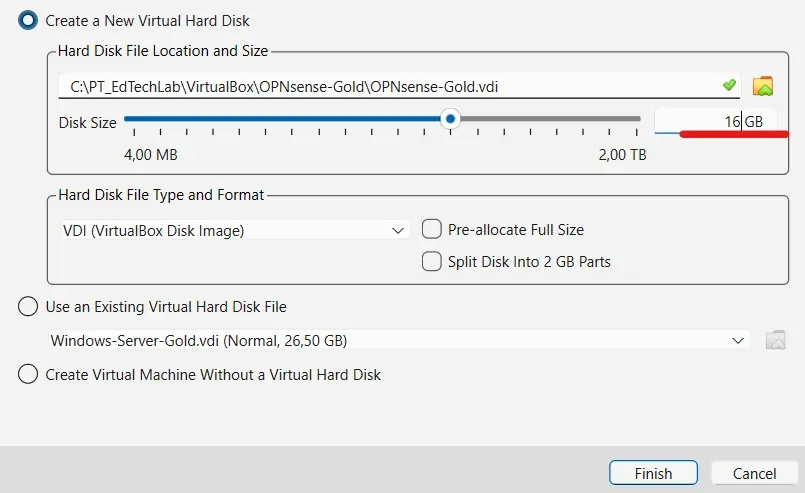 Create a New Virtual Hard Disk
Hard Disk File Location and Size
C:\PT_EdTechLab\VirtualBox\OPNsense-Gold\OPNsense-Gold.vdi
Disk Size 16 GB
4,00 MB 2,00 TB
Hard Disk File Type and Format
VDI (VirtualBox Disk Image) Pre-allocate Full Size
Split Disk Into 2 GB Parts
Use an Existing Virtual Hard Disk File
Windows-Server-Gold.vdi (Normal, 26,50 GB)
Create Virtual Machine Without a Virtual Hard Disk
Finish Cancel